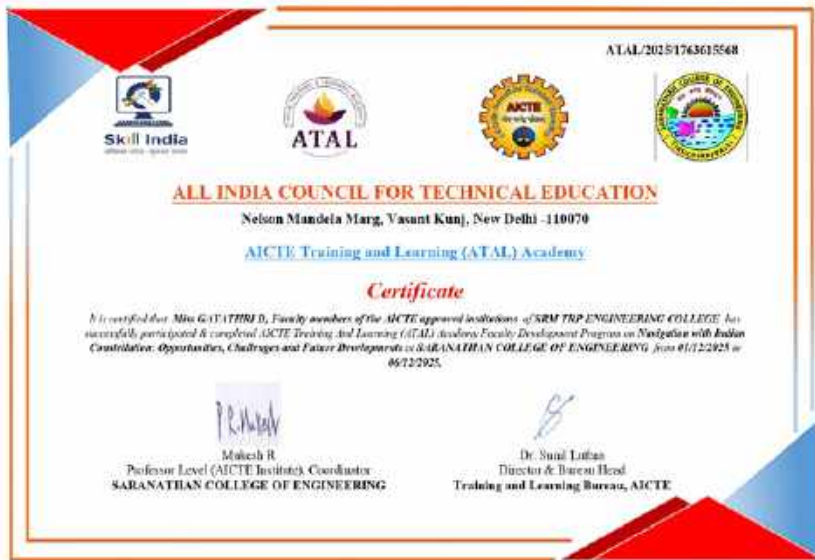 ATAL/2025/1763615568
Skill India
ATAL
AICTE
ALL INDIA COUNCIL FOR TECHNICAL EDUCATION
Nelson Mandela Marg, Vasant Kunj, New Delhi -110070
AICTE Training and Learning (ATAL) Academy
Certificate
It is certified that Miss GAYATHRI D, Faculty members of the AICTE approved institutions of SRM TRP ENGINEERING COLLEGE has
successfully participated & completed AICTE Training And Learning (ATAL) Academy Faculty Development Program on Navigation with Indian
Constellation: Opportunities, Challenges and Future Developments at SARANATHAN COLLEGE OF ENGINEERING from 01/12/2025 to
06/12/2025.
Mukesh R
Professor Level (AICTE Institute), Coordinator
SARANATHAN COLLEGE OF ENGINEERING
Dr. Sunil Luthra
Director & Bureau Head
Training and Learning Bureau, AICTE